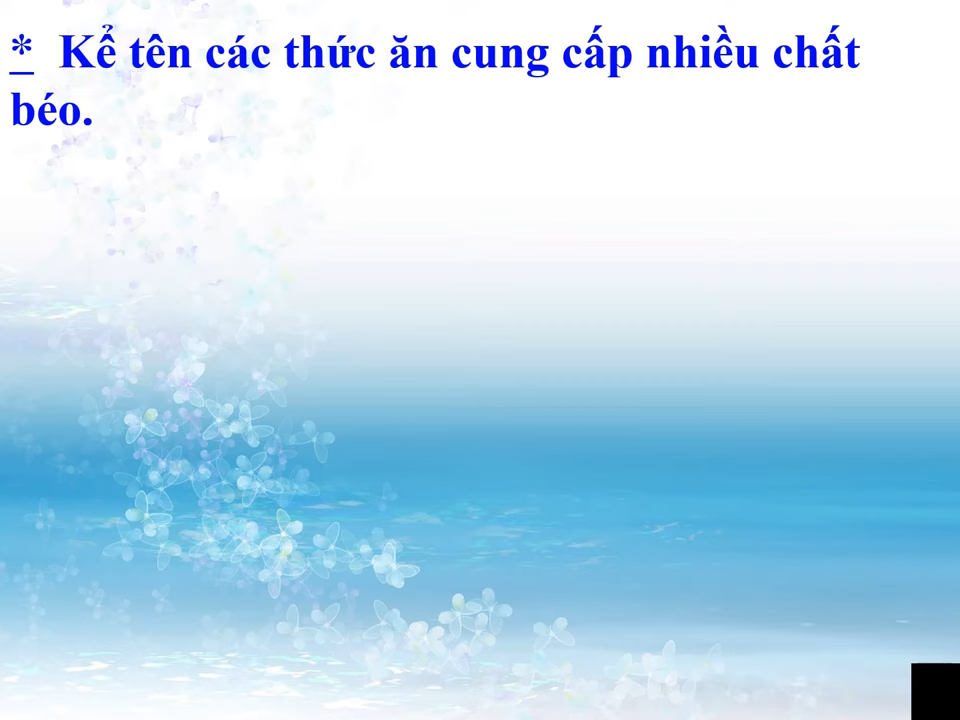 * Kể tên các thức ăn cung cấp nhiều chất
béo.